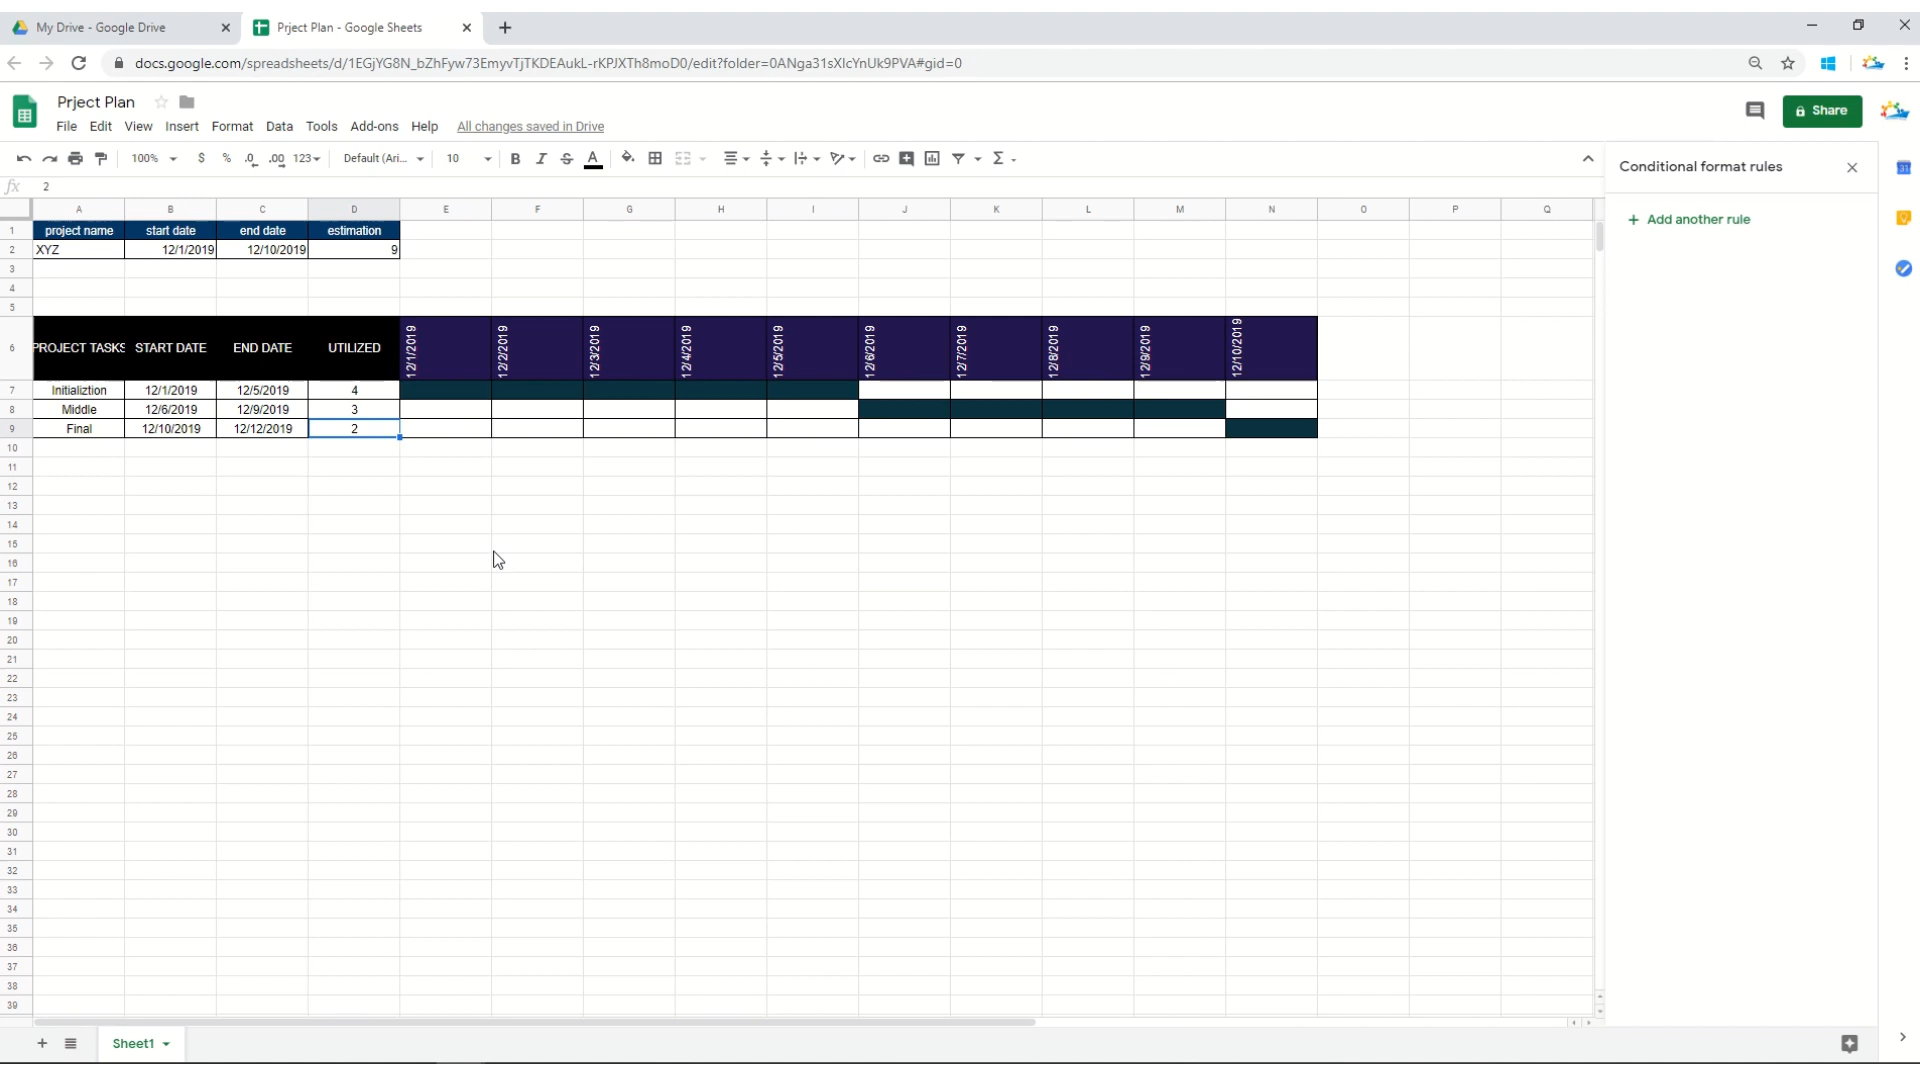 My Drive - Google Drive
Prject Plan - Google Sheets
docs.google.com/spreadsheets/d/1EGjYG8N_bZhFyw73EmyvTjTKDEAukL-rKPJXTh8moD0/edit?folder=0ANga31sXIcYnUk9PVA#gid=0
Prject Plan
Share
File Edit View Insert Format Data Tools Add-ons Help All changes saved in Drive
100% $ % .0 .00 123 Default (Ari... 10 B I S A Σ
Conditional format rules
fx 2
A B C D E F G H I J K L M N O P Q
Add another rule
1 project name start date end date estimation
2 XYZ 12/1/2019 12/10/2019 9
3
4
5
6 PROJECT TASKS START DATE END DATE UTILIZED 12/1/2019 12/2/2019 12/3/2019 12/4/2019 12/5/2019 12/6/2019 12/7/2019 12/8/2019 12/9/2019 12/10/2019
7 Initializtion 12/1/2019 12/5/2019 4
8 Middle 12/6/2019 12/9/2019 3
9 Final 12/10/2019 12/12/2019 2
10
11
12
13
14
15
16
17
18
19
20
21
22
23
24
25
26
27
28
29
30
31
32
33
34
35
36
37
38
39
Sheet1